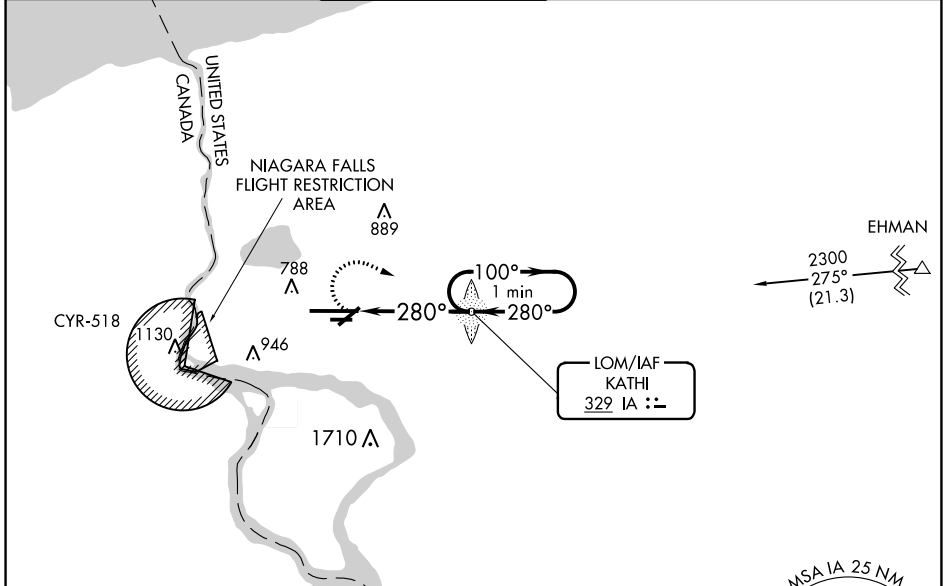 UNITED STATES
CANADA
NIAGARA FALLS
FLIGHT RESTRICTION
AREA
889
EHMAN
2300
275°
(21.3)
788
100°
1 min
280°
280°
CYR-518
1130
946
LOM/IAF
KATHI
329 IA
1710
MSA IA 25 NM